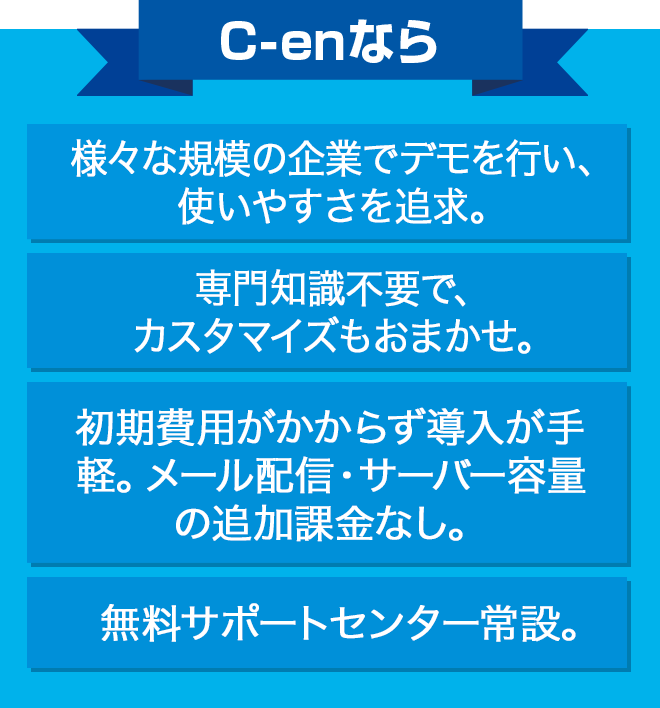 C-enなら
様々な規模の企業でデモを行い、
使いやすさを追求。
専門知識不要で、
カスタマイズもおまかせ。
初期費用がかからず導入が手
軽。メール配信・サーバー容量
の追加課金なし。
無料サポートセンター常設。